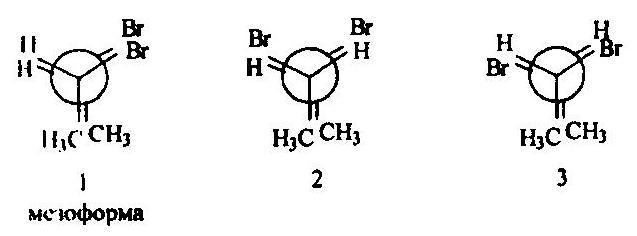 H Br Br Br H H
H Br H H Br Br
H₃C CH₃ H₃C CH₃ H₃C CH₃
1 2 3
мезоформа